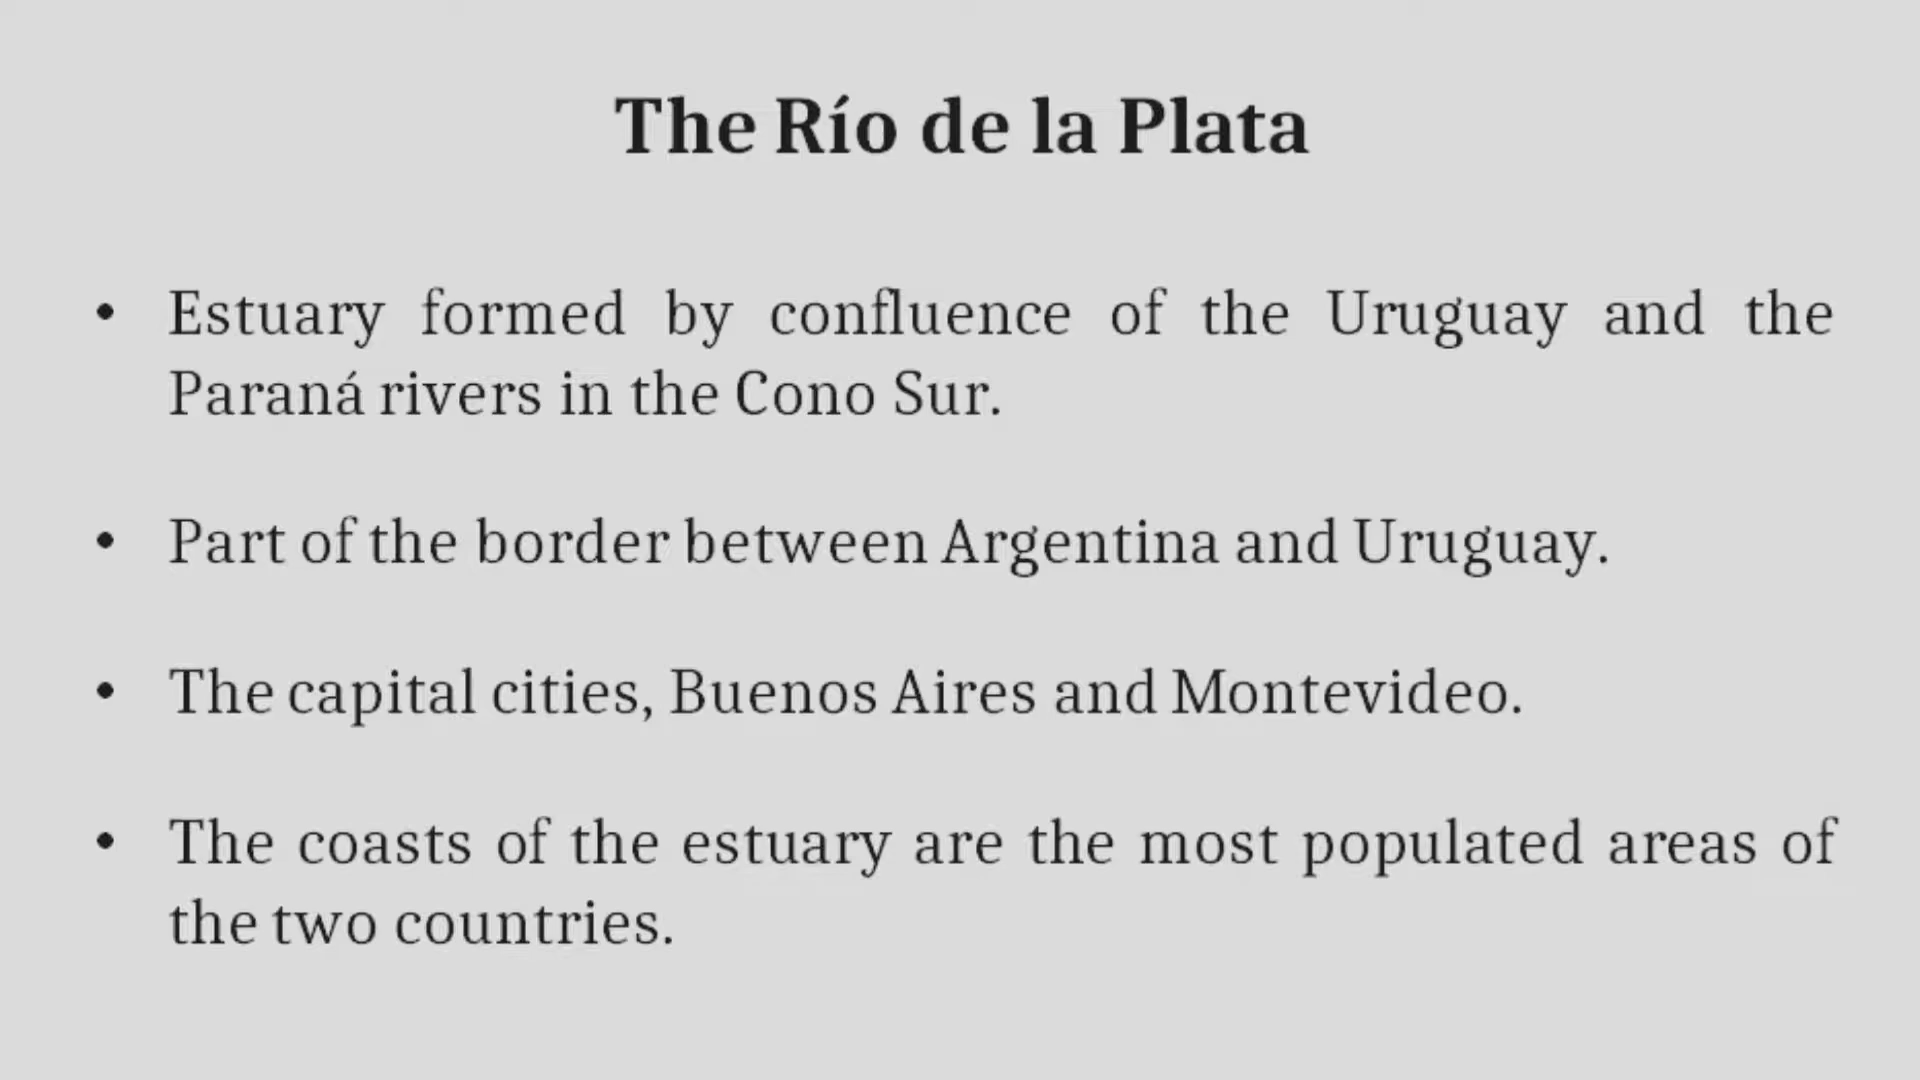 The Río de la Plata
• Estuary formed by confluence of the Uruguay and the
Paraná rivers in the Cono Sur.
• Part of the border between Argentina and Uruguay.
• The capital cities, Buenos Aires and Montevideo.
• The coasts of the estuary are the most populated areas of
the two countries.